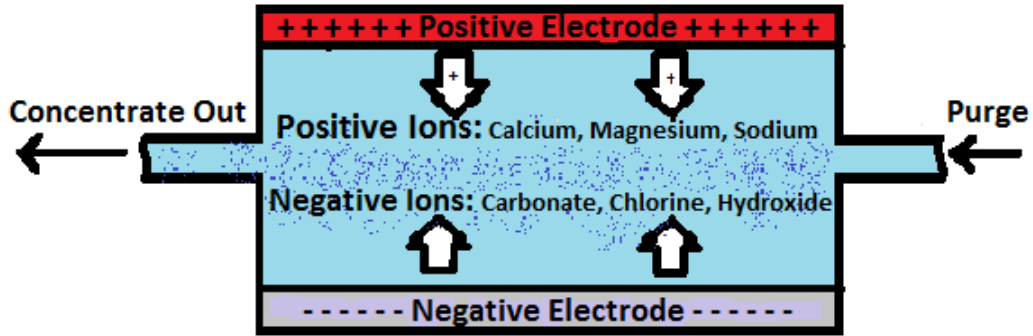 + + + + + + Positive Electrode + + + + + +
+ +
Concentrate Out
Purge
Positive Ions: Calcium, Magnesium, Sodium
Negative Ions: Carbonate, Chlorine, Hydroxide
- - - - - - Negative Electrode - - - - - -